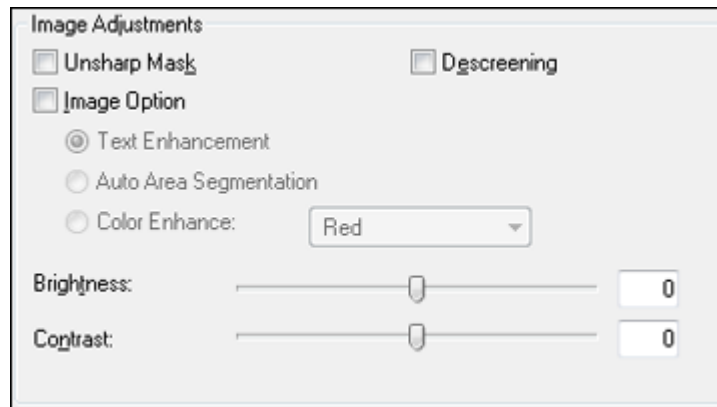 Image Adjustments
Unsharp Mask Descreening
Image Option
Text Enhancement
Auto Area Segmentation
Color Enhance: Red
Brightness: 0
Contrast: 0